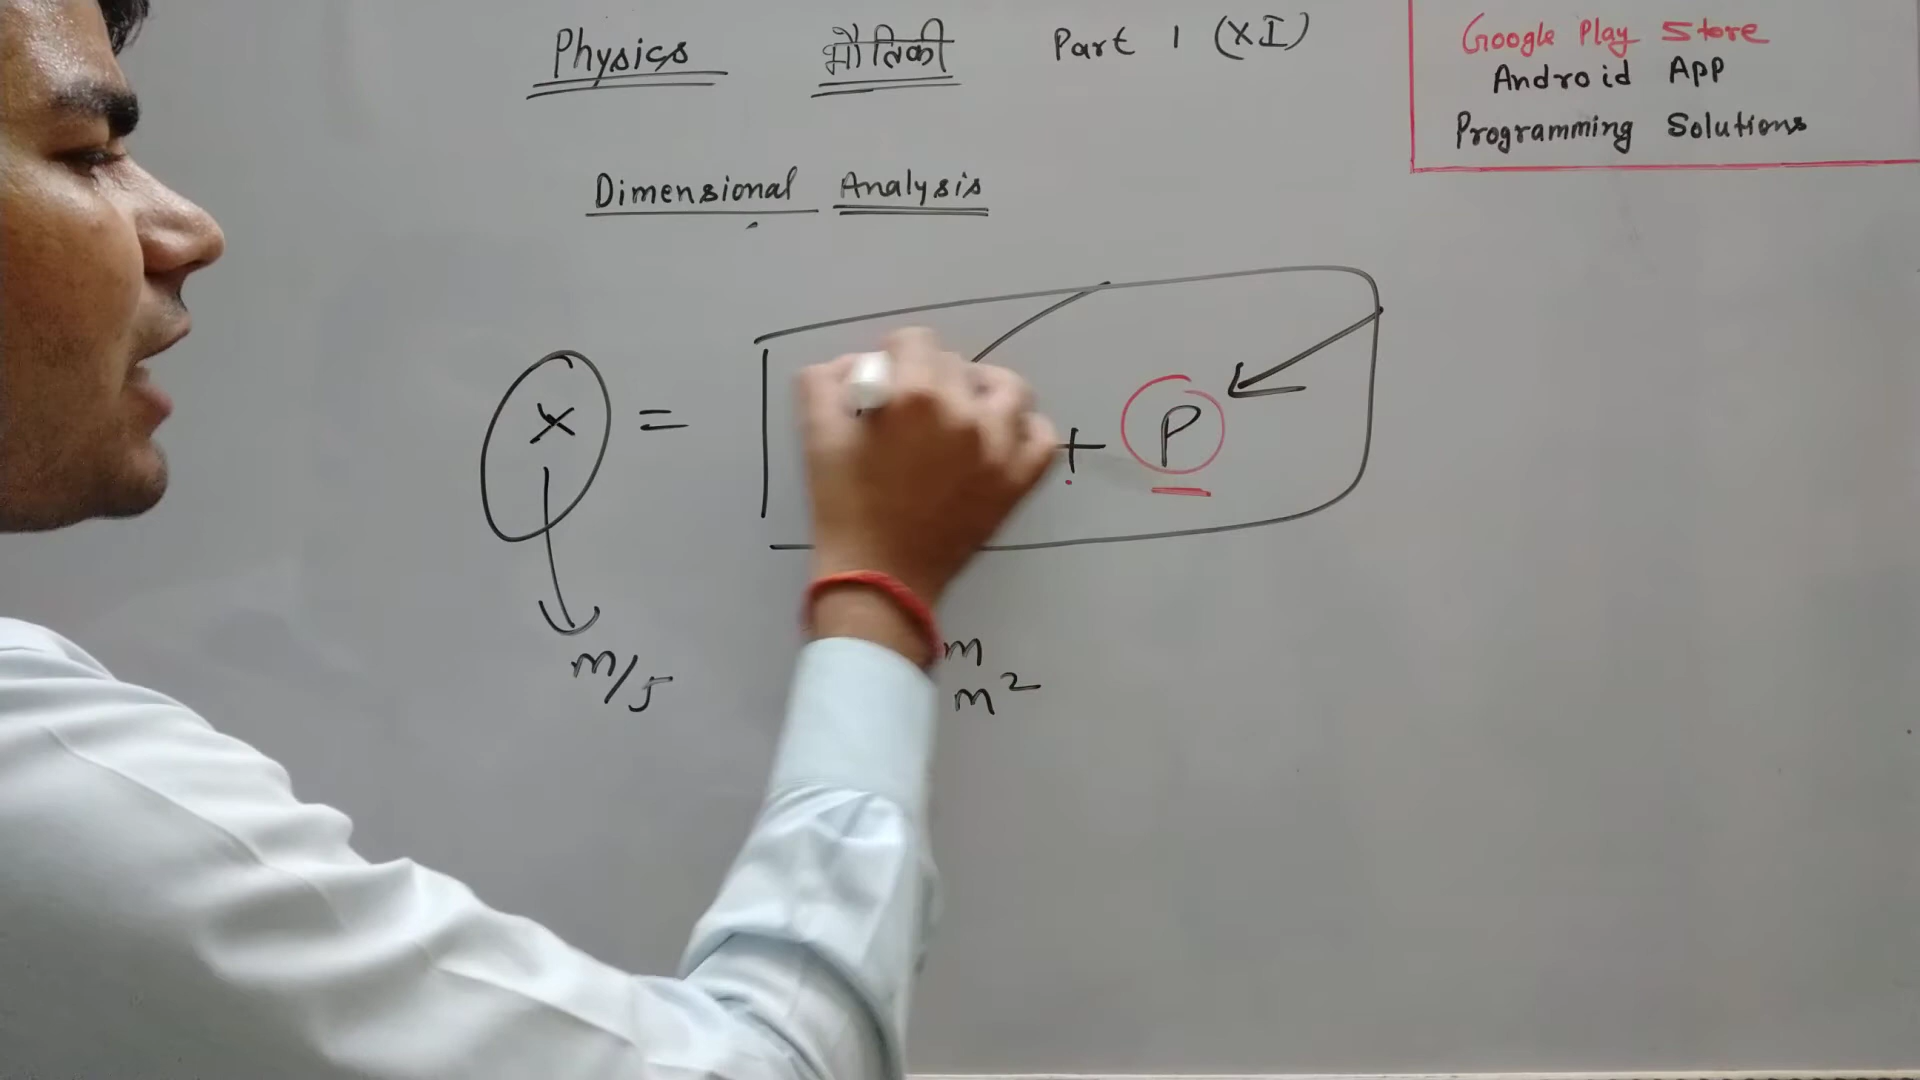 Physics भौतिकी Part 1 (XI)
Google Play Store
Android App
Programming Solutions
Dimensional Analysis
x = + P
m/s
m
m²